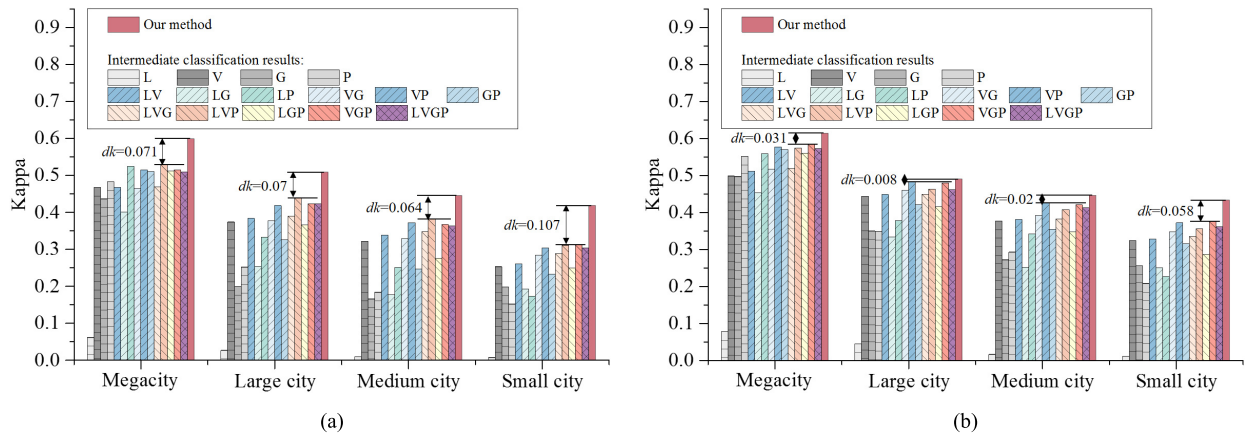 0.9
0.8
0.7
0.6
0.5
0.4
0.3
0.2
0.1
0.0
Kappa
Our method
Intermediate classification results:
L V G P
LV LG LP VG VP GP
LVG LVP LGP VGP LVGP
dk=0.071
dk=0.07
dk=0.064
dk=0.107
Megacity Large city Medium city Small city
(a)
0.9
0.8
0.7
0.6
0.5
0.4
0.3
0.2
0.1
0.0
Kappa
Our method
Intermediate classification results
L V G P
LV LG LP VG VP GP
LVG LVP LGP VGP LVGP
dk=0.031
dk=0.008
dk=0.02
dk=0.058
Megacity Large city Medium city Small city
(b)